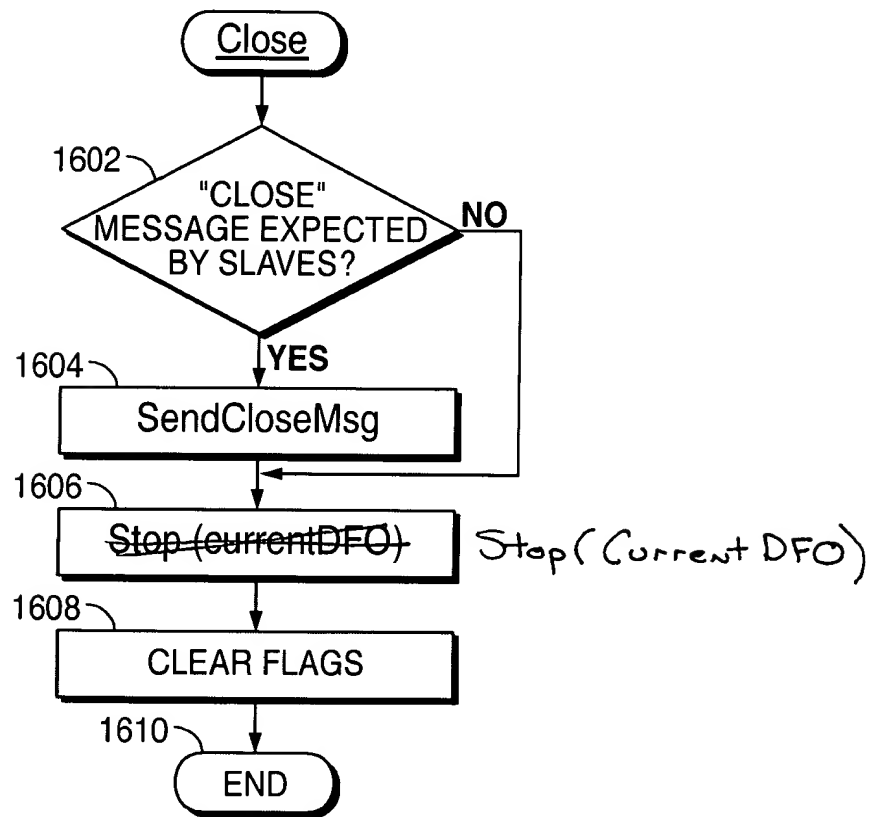 Close
1602
"CLOSE"
MESSAGE EXPECTED
BY SLAVES?
NO
YES
1604
SendCloseMsg
1606
Stop (currentDFO)
Stop(Current DFO)
1608
CLEAR FLAGS
1610
END